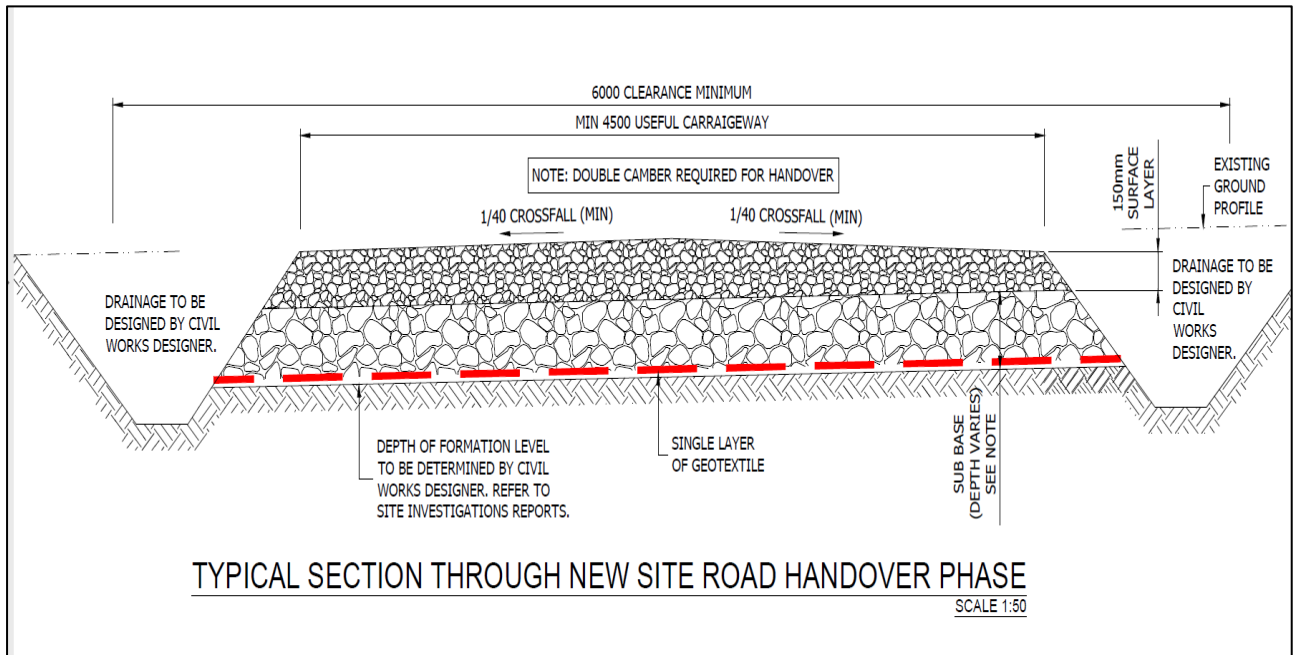 6000 CLEARANCE MINIMUM
MIN 4500 USEFUL CARRAIGEWAY
NOTE: DOUBLE CAMBER REQUIRED FOR HANDOVER
1/40 CROSSFALL (MIN)
1/40 CROSSFALL (MIN)
150mm
SURFACE
LAYER
EXISTING
GROUND
PROFILE
DRAINAGE TO BE
DESIGNED BY CIVIL
WORKS DESIGNER.
DRAINAGE TO BE
DESIGNED BY
CIVIL
WORKS
DESIGNER.
DEPTH OF FORMATION LEVEL
TO BE DETERMINED BY CIVIL
WORKS DESIGNER. REFER TO
SITE INVESTIGATIONS REPORTS.
SINGLE LAYER
OF GEOTEXTILE
SUB BASE
(DEPTH VARIES)
SEE NOTE
TYPICAL SECTION THROUGH NEW SITE ROAD HANDOVER PHASE
SCALE 1:50